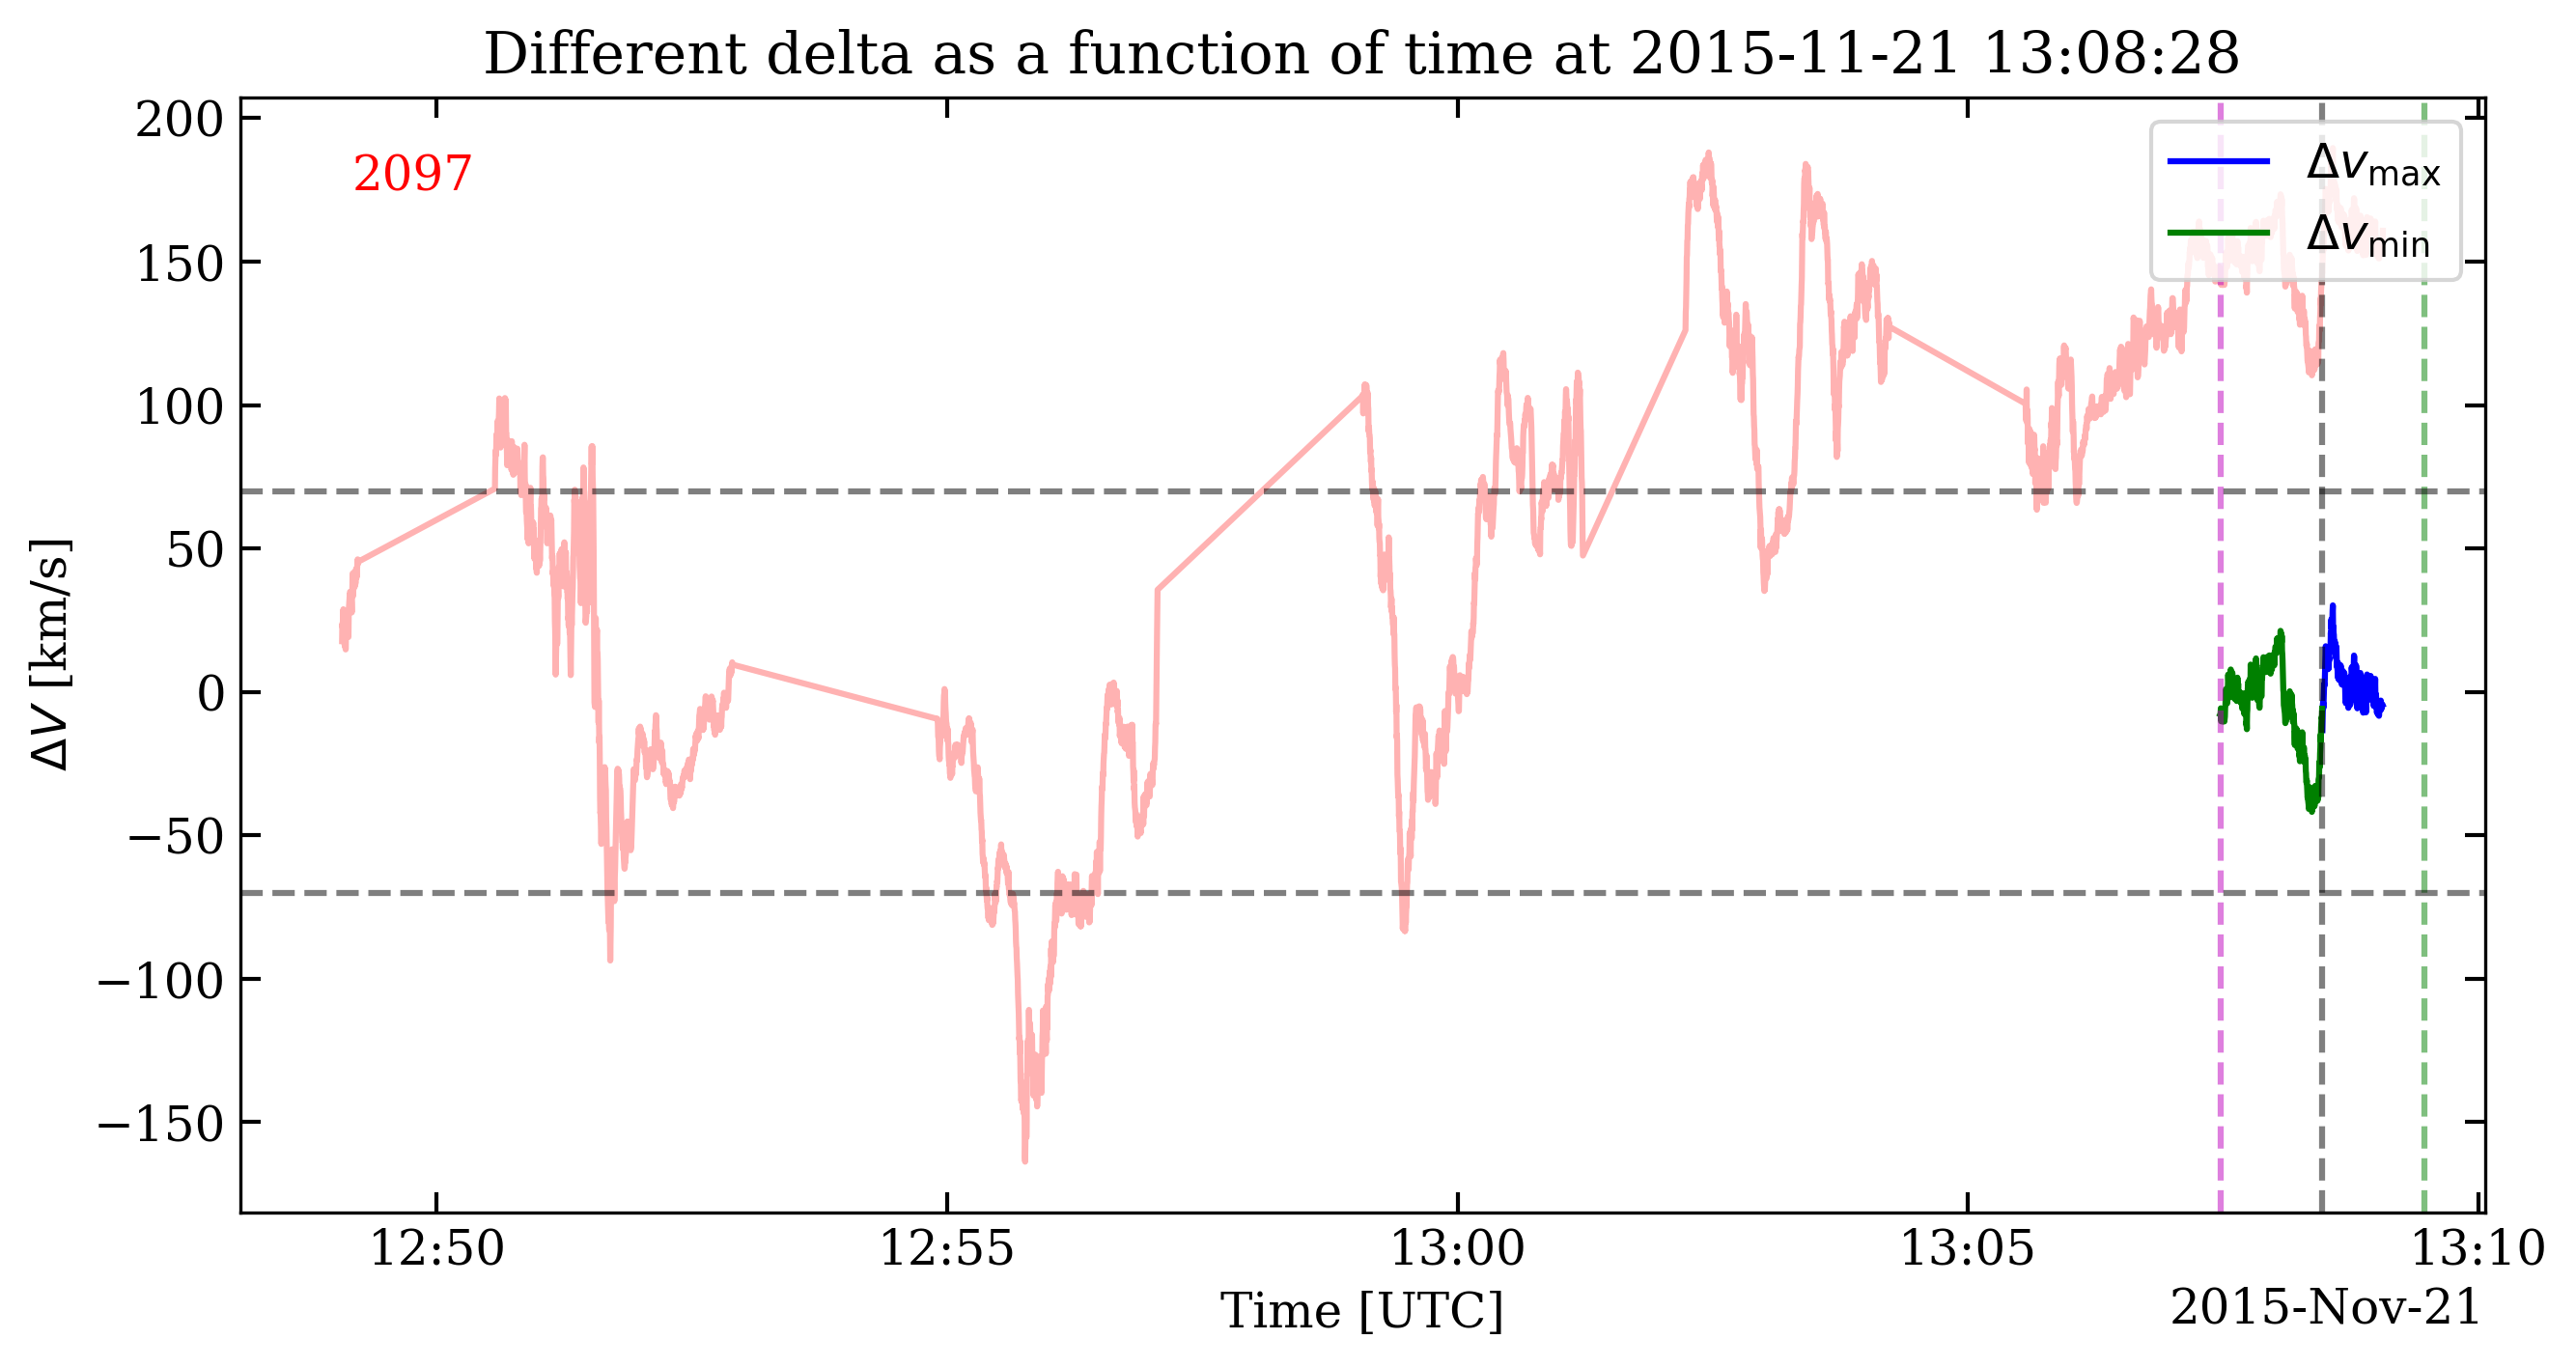 Different delta as a function of time at 2015-11-21 13:08:28
2097
Δv_max
Δv_min
200
150
100
50
0
−50
−100
−150
ΔV [km/s]
12:50 12:55 13:00 13:05 13:10
Time [UTC]
2015-Nov-21